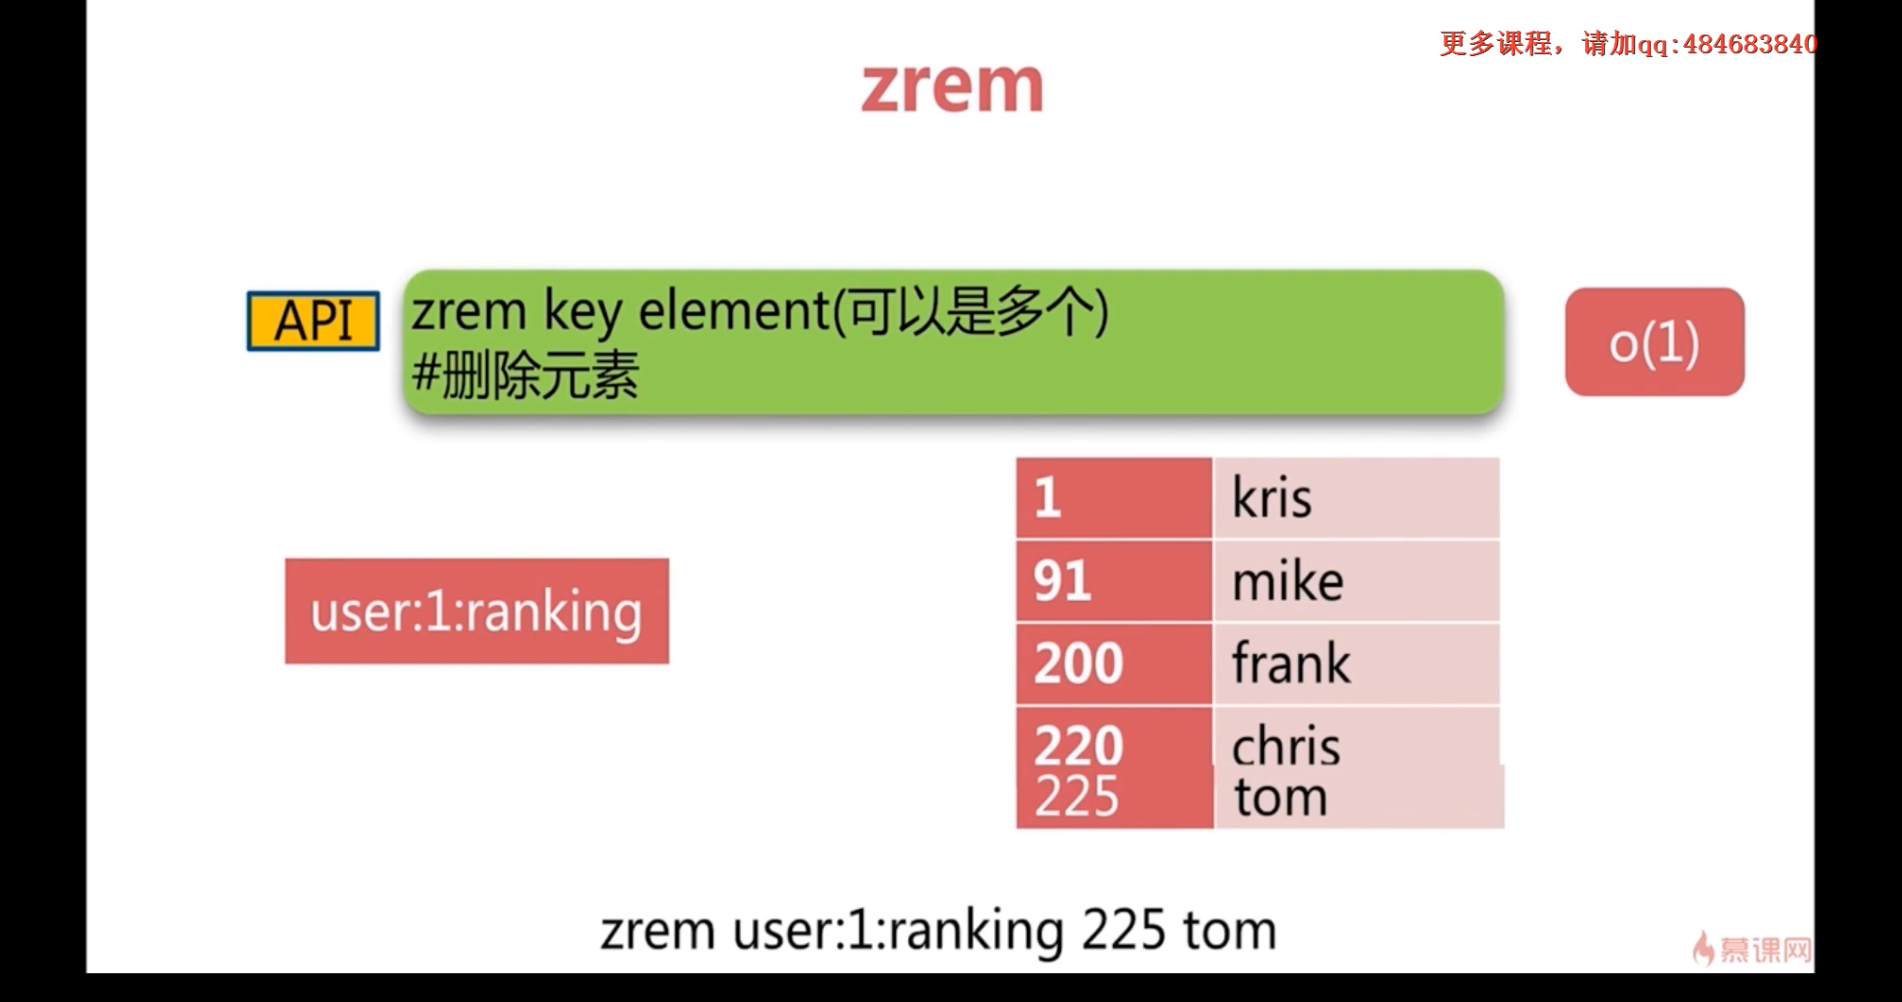 更多课程，请加qq:484683840
zrem
API
zrem key element(可以是多个)
#删除元素
o(1)
user:1:ranking
1 kris
91 mike
200 frank
220 chris
225 tom
zrem user:1:ranking 225 tom
慕课网